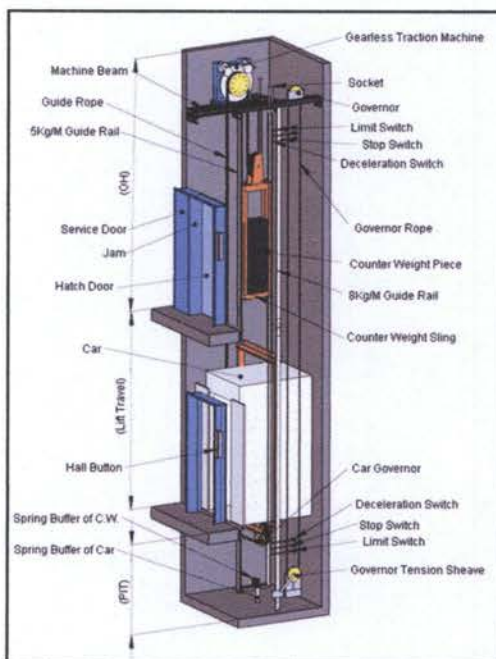 Gearless Traction Machine
Machine Beam
Socket
Guide Rope
Governor
5Kg/M Guide Rail
Limit Switch
Stop Switch
Deceleration Switch
(OH)
Service Door
Governor Rope
Jam
Counter Weight Piece
Hatch Door
8Kg/M Guide Rail
Counter Weight Sling
Car
(Lift Travel)
Hall Button
Car Governor
Deceleration Switch
Spring Buffer of C.W.
Stop Switch
Limit Switch
Spring Buffer of Car
Governor Tension Sheave
(PIT)